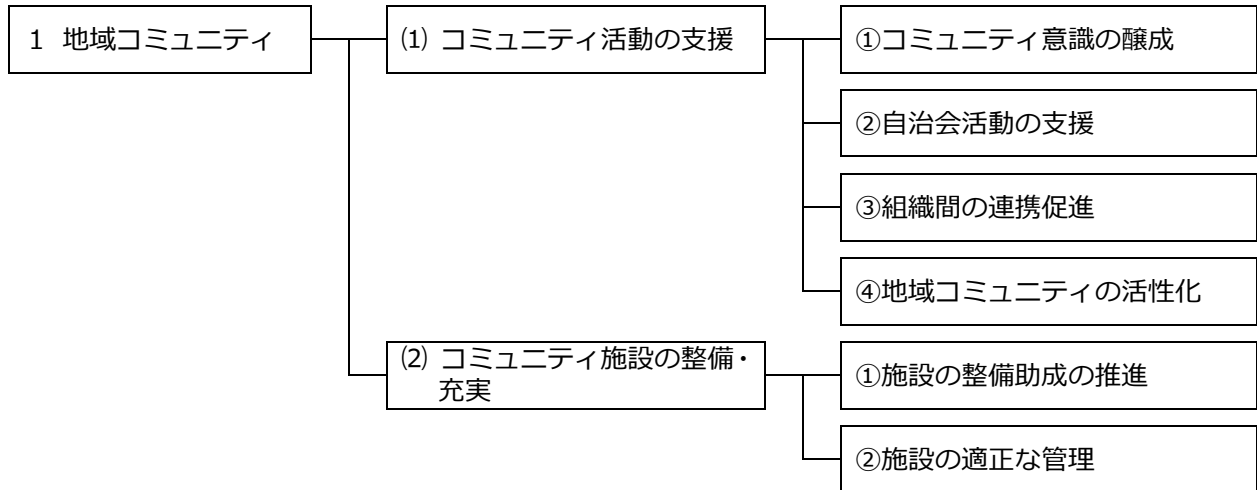 1 地域コミュニティ
⑴ コミュニティ活動の支援
①コミュニティ意識の醸成
②自治会活動の支援
③組織間の連携促進
④地域コミュニティの活性化
⑵ コミュニティ施設の整備・
充実
①施設の整備助成の推進
②施設の適正な管理